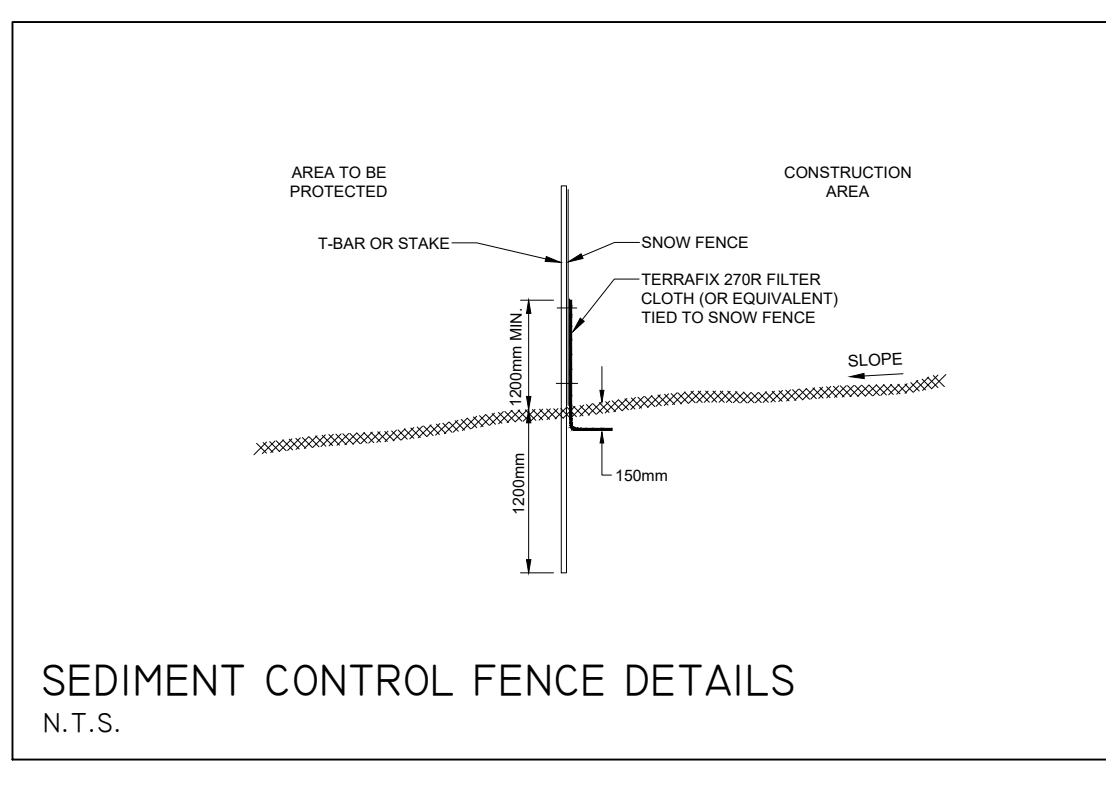 AREA TO BE
PROTECTED
CONSTRUCTION
AREA
T-BAR OR STAKE
SNOW FENCE
TERRAFIX 270R FILTER
CLOTH (OR EQUIVALENT)
TIED TO SNOW FENCE
1200mm MIN.
SLOPE
1200mm
150mm
SEDIMENT CONTROL FENCE DETAILS
N.T.S.